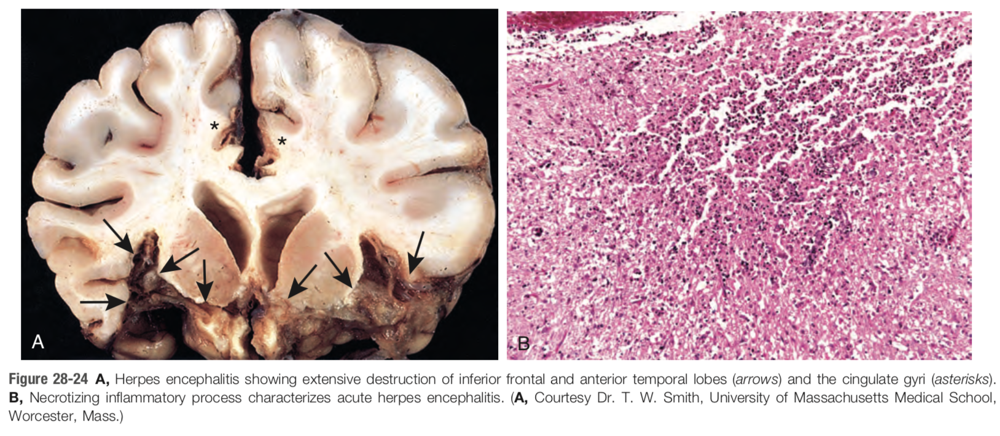 *
*
A
B
Figure 28-24 A, Herpes encephalitis showing extensive destruction of inferior frontal and anterior temporal lobes (arrows) and the cingulate gyri (asterisks).
B, Necrotizing inflammatory process characterizes acute herpes encephalitis. (A, Courtesy Dr. T. W. Smith, University of Massachusetts Medical School,
Worcester, Mass.)